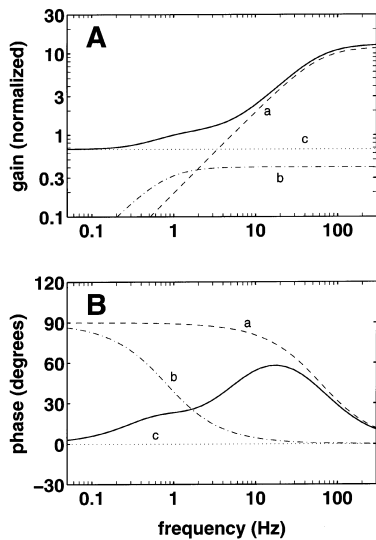 A
gain (normalized)
30
10
3
1
0.3
0.1
a
c
b
0.1 1 10 100
B
phase (degrees)
120
90
60
30
0
−30
a
b
c
0.1 1 10 100
frequency (Hz)